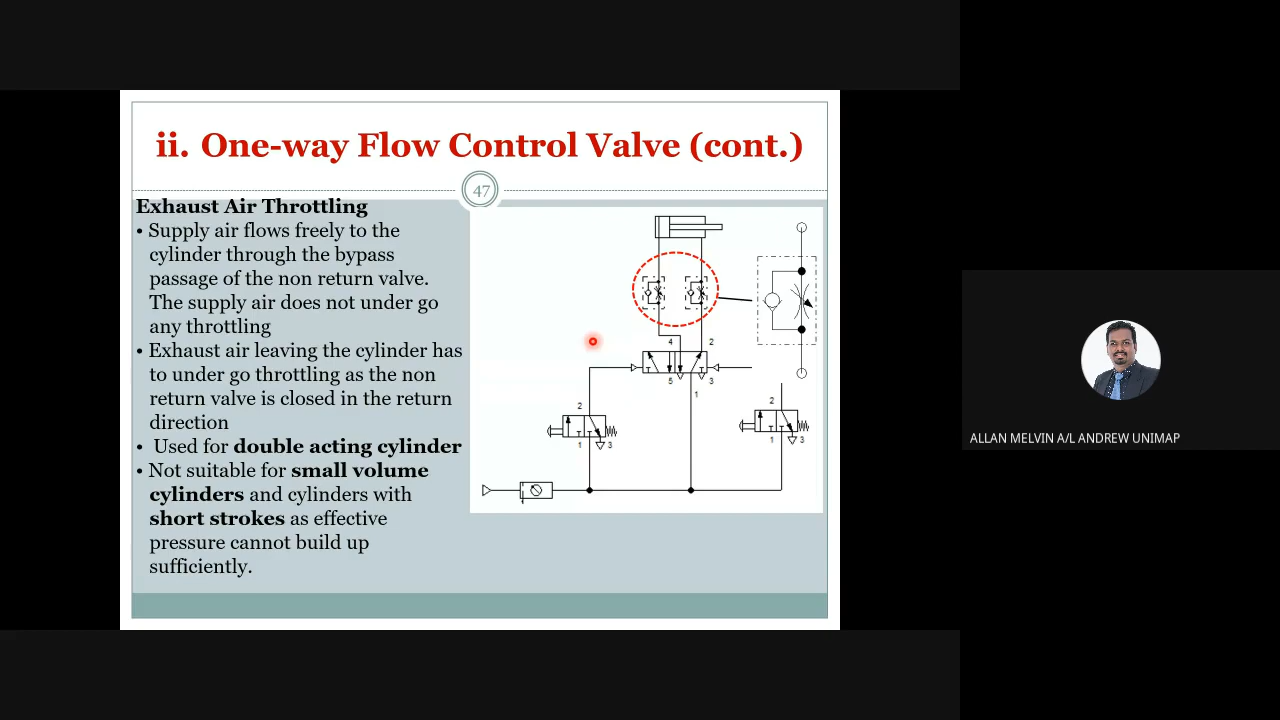 ii. One-way Flow Control Valve (cont.)
47
Exhaust Air Throttling
• Supply air flows freely to the
cylinder through the bypass
passage of the non return valve.
The supply air does not under go
any throttling
• Exhaust air leaving the cylinder has
to under go throttling as the non
return valve is closed in the return
direction
• Used for double acting cylinder
• Not suitable for small volume
cylinders and cylinders with
short strokes as effective
pressure cannot build up
sufficiently.
4 2
5 3
1
2
1 3
2
1 3
ALLAN MELVIN A/L ANDREW UNIMAP